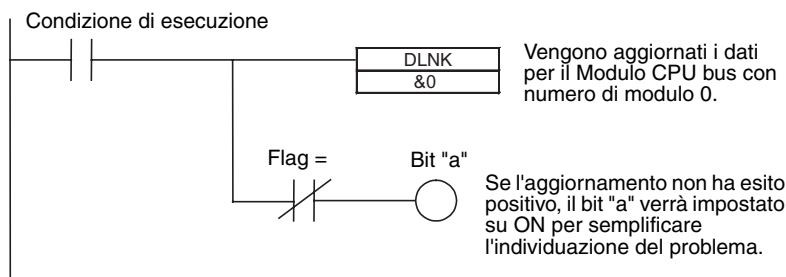 Condizione di esecuzione
DLNK
&0
Vengono aggiornati i dati
per il Modulo CPU bus con
numero di modulo 0.
Flag =
Bit "a"
Se l'aggiornamento non ha esito
positivo, il bit "a" verrà impostato
su ON per semplificare
l'individuazione del problema.